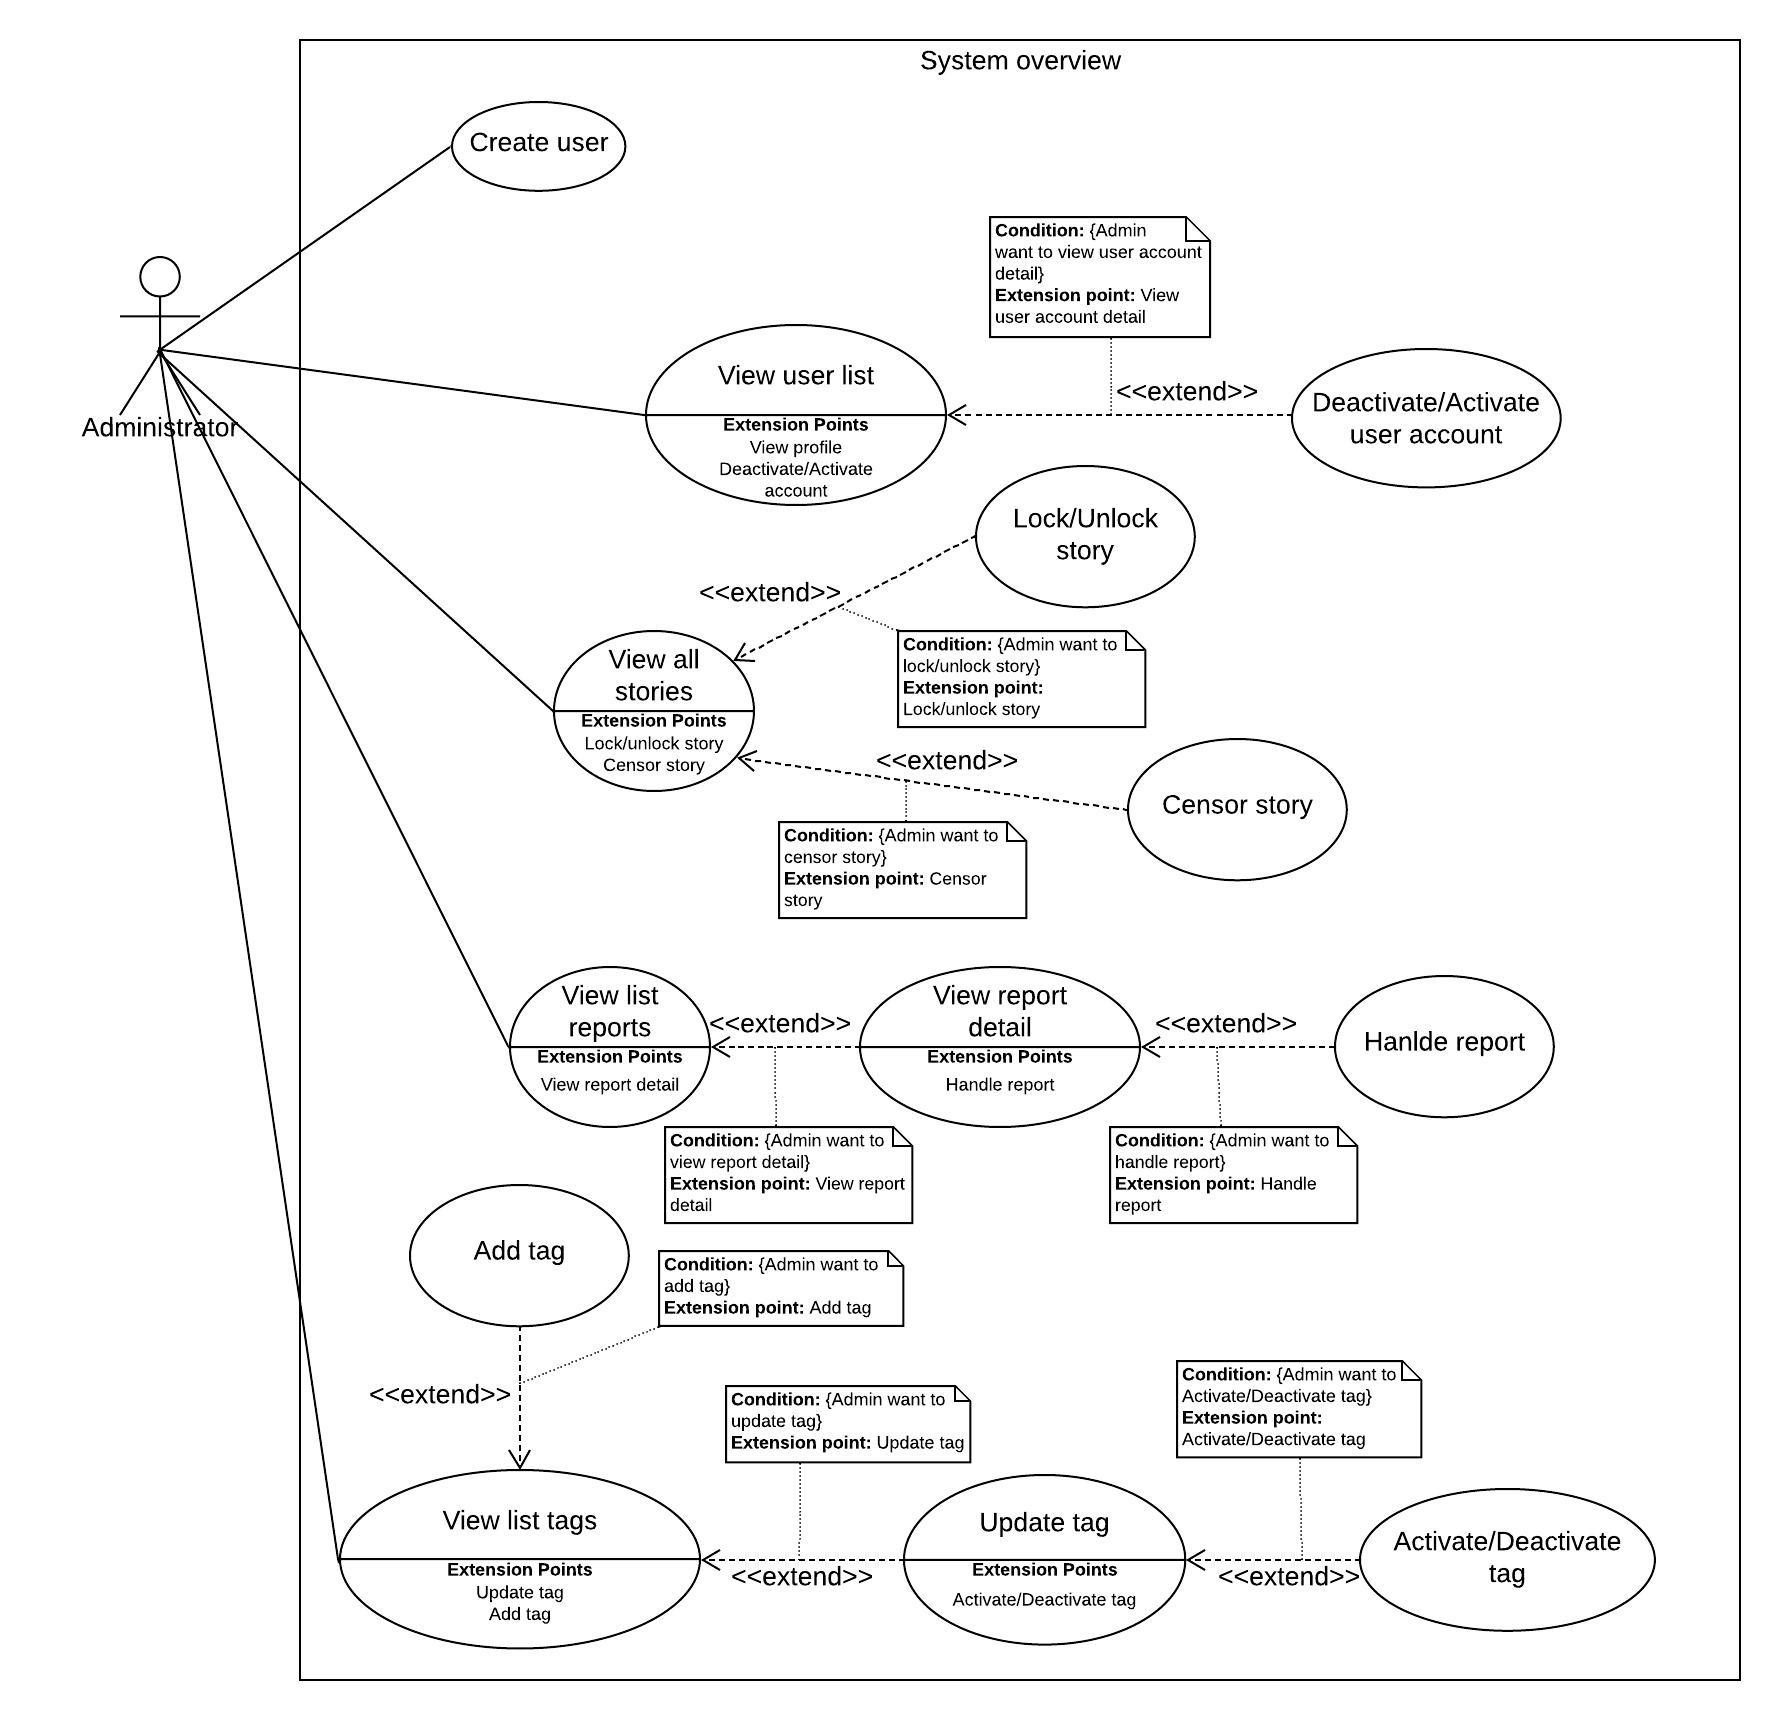 System overview
Create user
Administrator
Condition: {Admin
want to view user account
detail}
Extension point: View
user account detail
View user list
Extension Points
View profile
Deactivate/Activate
account
<<extend>>
Deactivate/Activate
user account
Lock/Unlock
story
<<extend>>
Condition: {Admin want to
lock/unlock story}
Extension point:
Lock/unlock story
View all
stories
Extension Points
Lock/unlock story
Censor story
<<extend>>
Censor story
Condition: {Admin want to
censor story}
Extension point: Censor
story
View list
reports
Extension Points
View report detail
<<extend>>
View report
detail
Extension Points
Handle report
<<extend>>
Hanlde report
Condition: {Admin want to
view report detail}
Extension point: View report
detail
Condition: {Admin want to
handle report}
Extension point: Handle
report
Add tag
Condition: {Admin want to
add tag}
Extension point: Add tag
<<extend>>
Condition: {Admin want to
update tag}
Extension point: Update tag
Condition: {Admin want to
Activate/Deactivate tag}
Extension point:
Activate/Deactivate tag
View list tags
Extension Points
Update tag
Add tag
<<extend>>
Update tag
Extension Points
Activate/Deactivate tag
<<extend>>
Activate/Deactivate
tag